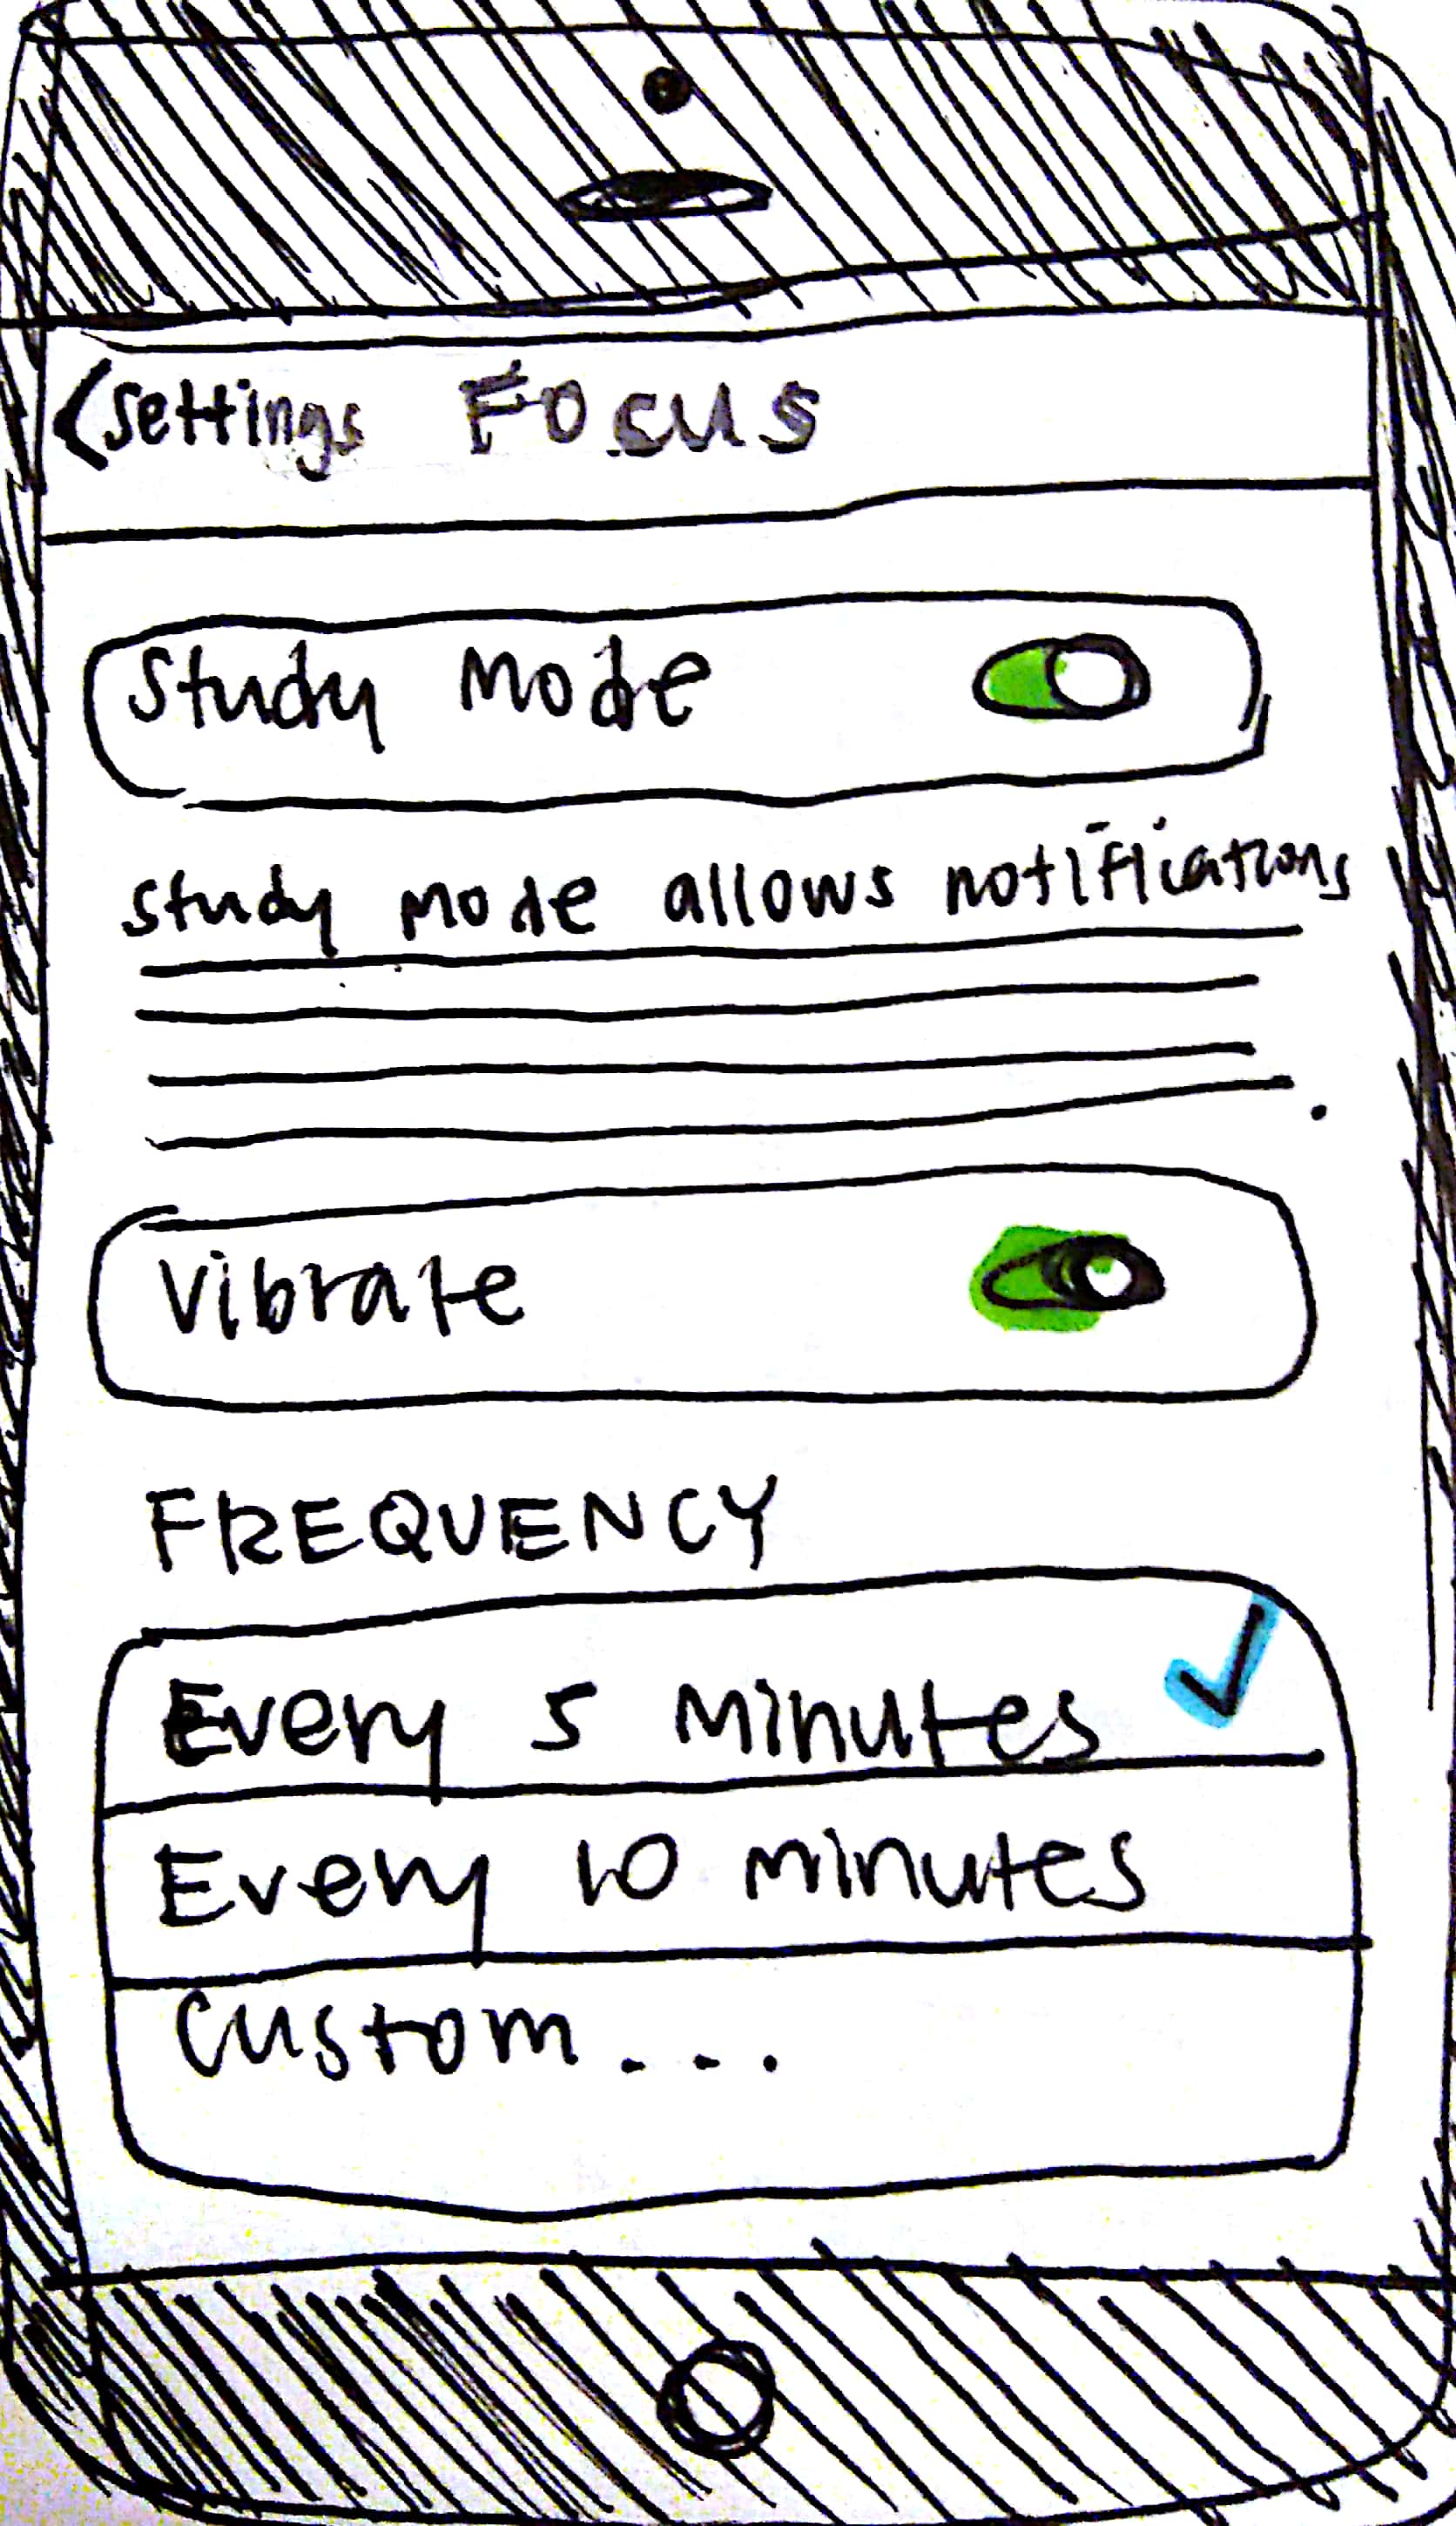 <settings Focus
Study Mode
Study mode allows notifications
Vibrate
FREQUENCY
Every 5 Minutes
Every 10 minutes
Custom...